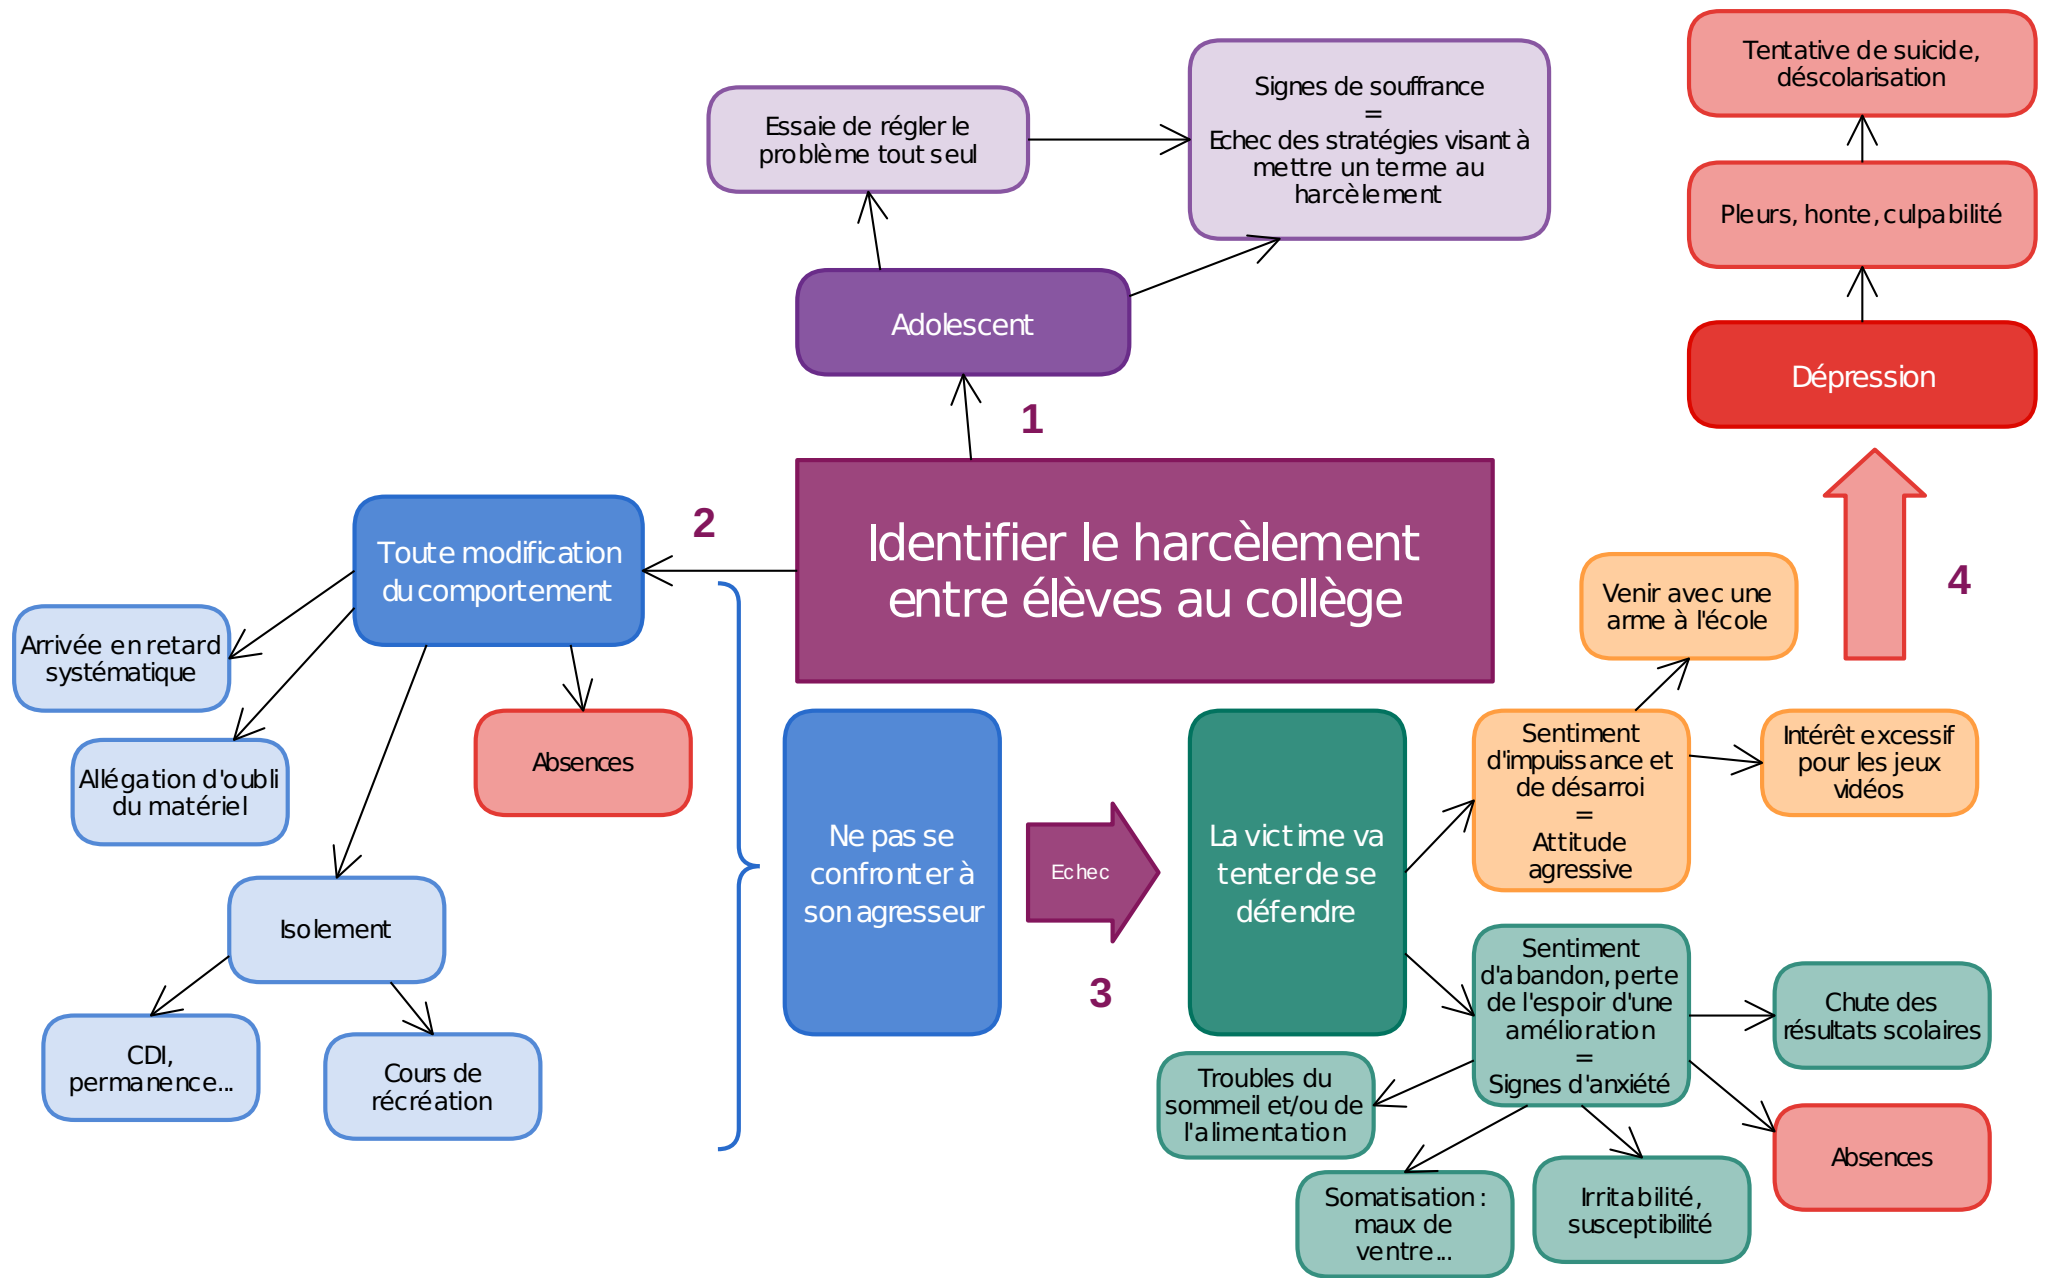 Tentative de suicide,
déscolarisation
Pleurs, honte, culpabilité
Dépression
4
Essaie de régler le
problème tout seul
Signes de souffrance
=
Echec des stratégies visant à
mettre un terme au
harcèlement
Adolescent
1
Identifier le harcèlement
entre élèves au collège
2
Toute modification
du comportement
Arrivée en retard
systématique
Allégation d'oubli
du matériel
Absences
Isolement
CDI,
permanence...
Cours de
récréation
Ne pas se
confronter à
son agresseur
Echec
3
La victime va
tenter de se
défendre
Venir avec une
arme à l'école
Sentiment
d'impuissance et
de désarroi
=
Attitude
agressive
Intérêt excessif
pour les jeux
vidéos
Sentiment
d'abandon, perte
de l'espoir d'une
amélioration
=
Signes d'anxiété
Chute des
résultats scolaires
Troubles du
sommeil et/ou de
l'alimentation
Somatisation :
maux de
ventre...
Irritabilité,
susceptibilité
Absences